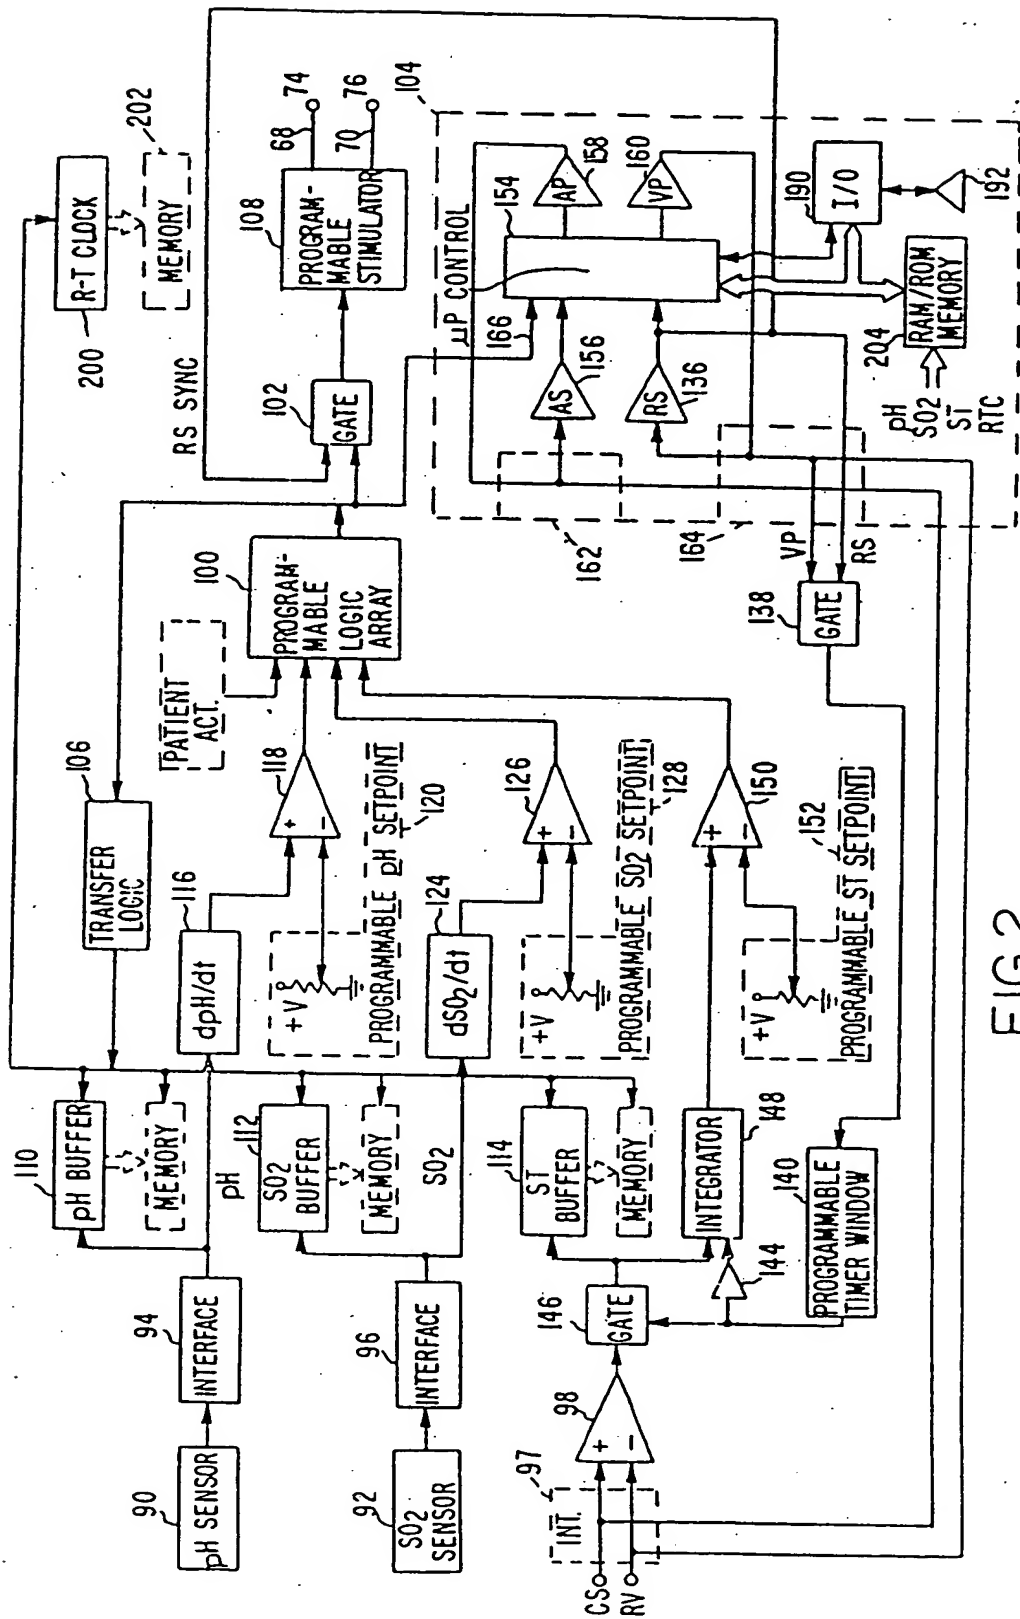 90
pH SENSOR
94
INTERFACE
110
pH BUFFER
MEMORY
pH
116
dpH/dt
106
TRANSFER
LOGIC
118
+
−
+V
PROGRAMMABLE pH SETPOINT
120
PATIENT
ACT.
100
PROGRAM-
MABLE
LOGIC
ARRAY
RS SYNC
102
GATE
108
PROGRAM-
MABLE
STIMULATOR
68
74
70
76
200
R-T CLOCK
202
MEMORY
92
SO2
SENSOR
96
INTERFACE
112
SO2
BUFFER
MEMORY
SO2
124
dSO2/dt
126
+
−
+V
PROGRAMMABLE SO2 SETPOINT
128
CS
RV
INT.
97
98
+
−
146
GATE
114
ST
BUFFER
MEMORY
INTEGRATOR
148
144
140
PROGRAMMABLE
TIMER WINDOW
150
+
−
+V
152
PROGRAMMABLE ST SETPOINT
138
GATE
VP
RS
162
164
104
μP CONTROL
166
154
AS
156
RS
136
AP
158
VP
160
190
I/O
192
204
RAM/ROM
MEMORY
pH
SO2
ST
RTC
FIG 2